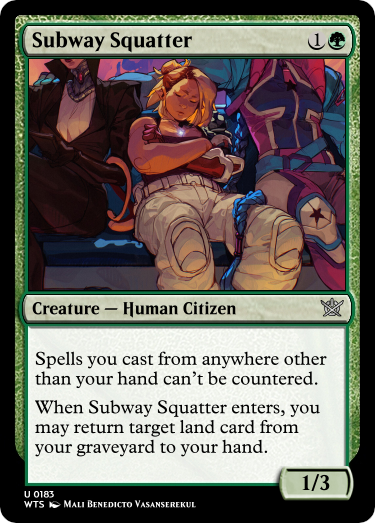 Subway Squatter 1
Creature — Human Citizen
Spells you cast from anywhere other
than your hand can't be countered.
When Subway Squatter enters, you
may return target land card from
your graveyard to your hand.
1/3
U 0183
WTS Mali Benedicto Vasanserekul